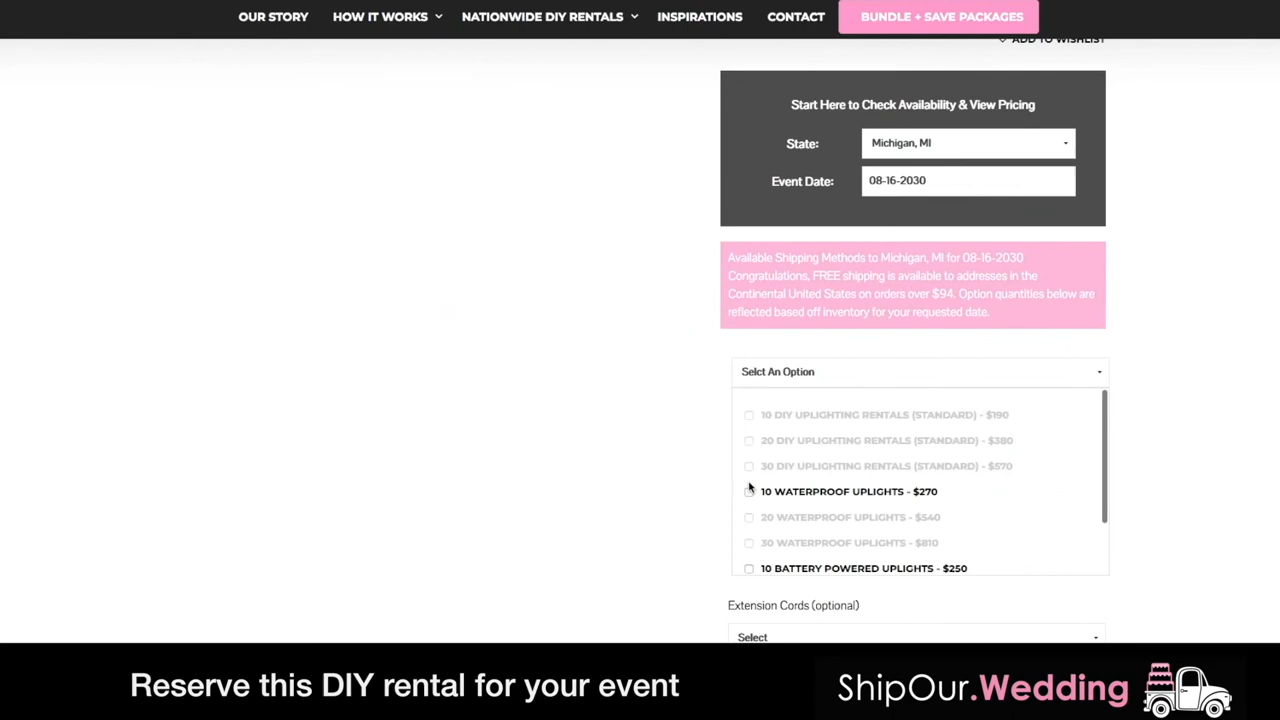 OUR STORY HOW IT WORKS NATIONWIDE DIY RENTALS INSPIRATIONS CONTACT BUNDLE + SAVE PACKAGES
ADD TO WISHLIST
Start Here to Check Availability & View Pricing
State: Michigan, MI
Event Date: 08-16-2030
Available Shipping Methods to Michigan, MI for 08-16-2030
Congratulations, FREE shipping is available to addresses in the
Continental United States on orders over $94. Option quantities below are
reflected based off inventory for your requested date.
Selct An Option
10 DIY UPLIGHTING RENTALS (STANDARD) - $190
20 DIY UPLIGHTING RENTALS (STANDARD) - $380
30 DIY UPLIGHTING RENTALS (STANDARD) - $570
10 WATERPROOF UPLIGHTS - $270
20 WATERPROOF UPLIGHTS - $540
30 WATERPROOF UPLIGHTS - $810
10 BATTERY POWERED UPLIGHTS - $250
Extension Cords (optional)
Select
Reserve this DIY rental for your event
ShipOur.Wedding